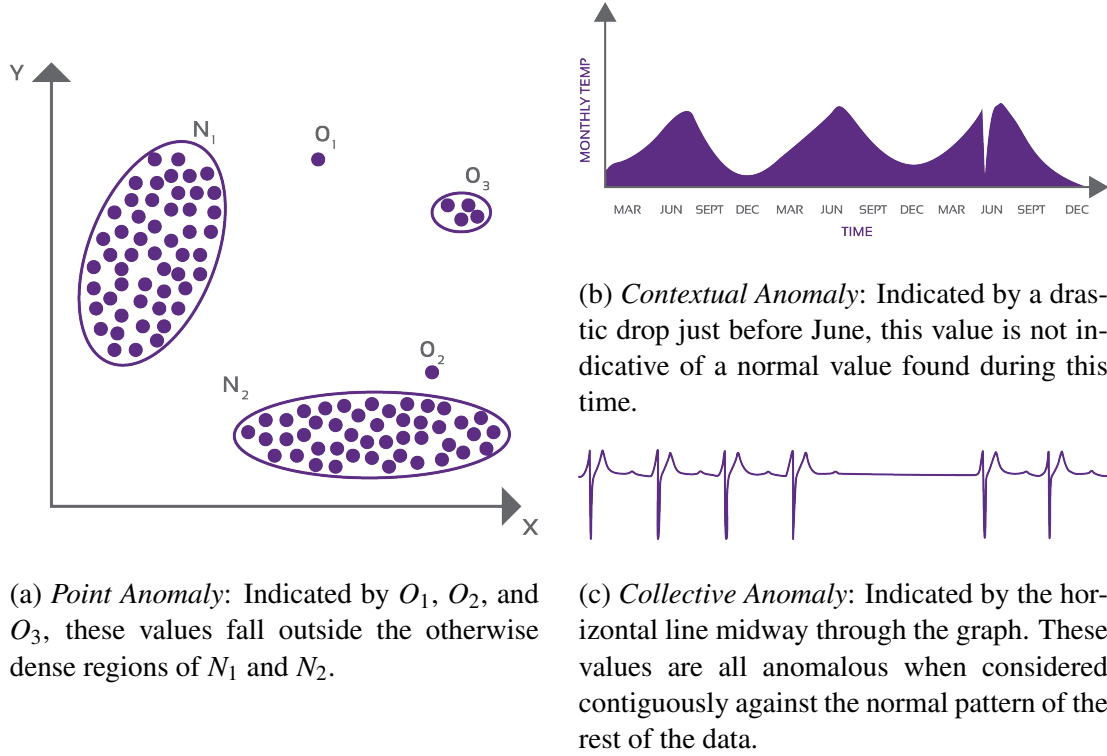 Y
N1
O1
O3
O2
N2
X
(a) Point Anomaly: Indicated by O1, O2, and
O3, these values fall outside the otherwise
dense regions of N1 and N2.
MONTHLY TEMP
MAR JUN SEPT DEC MAR JUN SEPT DEC MAR JUN SEPT DEC
TIME
(b) Contextual Anomaly: Indicated by a dras-
tic drop just before June, this value is not in-
dicative of a normal value found during this
time.
(c) Collective Anomaly: Indicated by the hor-
izontal line midway through the graph. These
values are all anomalous when considered
contiguously against the normal pattern of the
rest of the data.